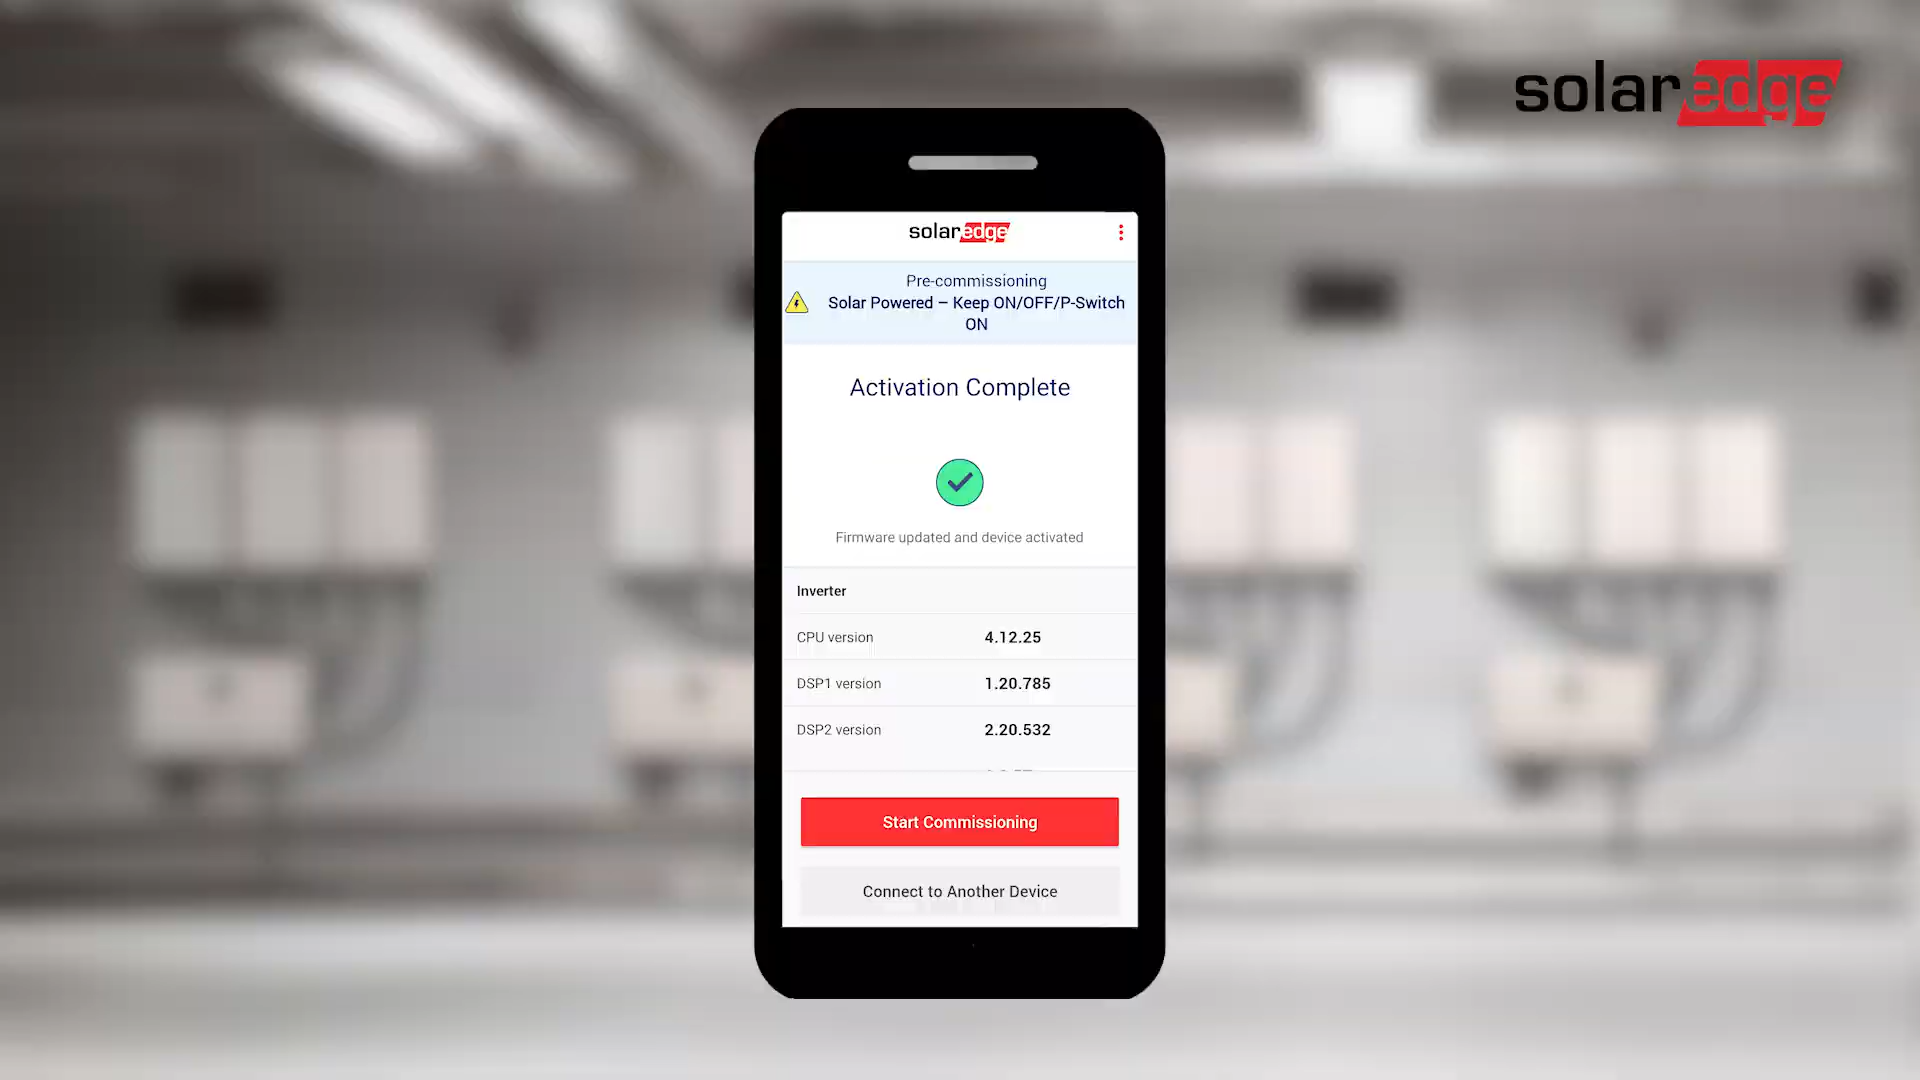 solaredge
solaredge
Pre-commissioning
Solar Powered – Keep ON/OFF/P-Switch
ON
Activation Complete
Firmware updated and device activated
Inverter
CPU version 4.12.25
DSP1 version 1.20.785
DSP2 version 2.20.532
Start Commissioning
Connect to Another Device